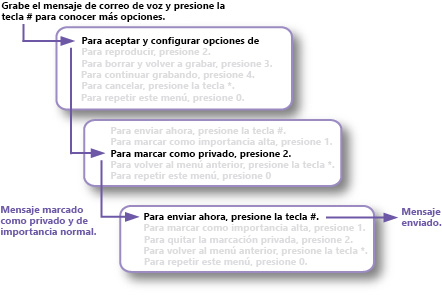 Grabe el mensaje de correo de voz y presione la
tecla # para conocer más opciones.
Para aceptar y configurar opciones de
Para reproducir, presione 2.
Para borrar y volver a grabar, presione 3.
Para continuar grabando, presione 4.
Para cancelar, presione la tecla *.
Para repetir este menú, presione 0.
Para enviar ahora, presione la tecla #.
Para marcar como importancia alta, presione 1.
Para marcar como privado, presione 2.
Para volver al menú anterior, presione la tecla *.
Para repetir este menú, presione 0
Mensaje marcado
como privado y de
importancia normal.
Para enviar ahora, presione la tecla #.
Para marcar como importancia alta, presione 1.
Para quitar la marcación privada, presione 2.
Para volver al menú anterior, presione la tecla *.
Para repetir este menú, presione 0.
Mensaje
enviado.